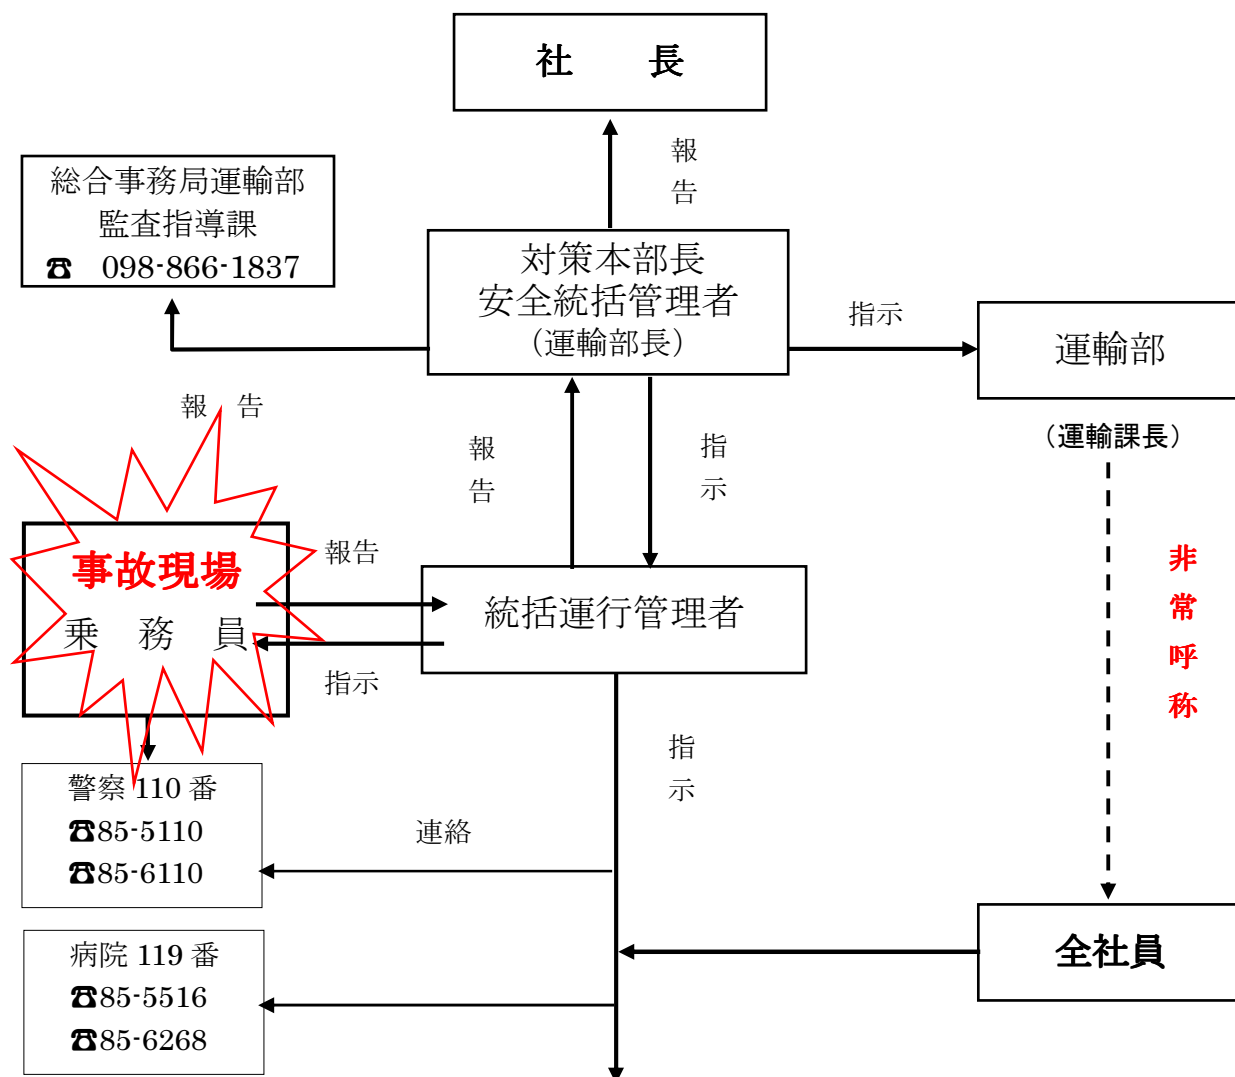 社　　長
報
告
総合事務局運輸部
監査指導課
☎　098-866-1837
対策本部長
安全統括管理者
（運輸部長）
指示
運輸部
（運輸課長）
報　告
報
告
指
示
事故現場
乗　務　員
報告
指示
統括運行管理者
非
常
呼
称
指
示
警察 110 番
☎85-5110
☎85-6110
連絡
病院 119 番
☎85-5516
☎85-6268
全社員